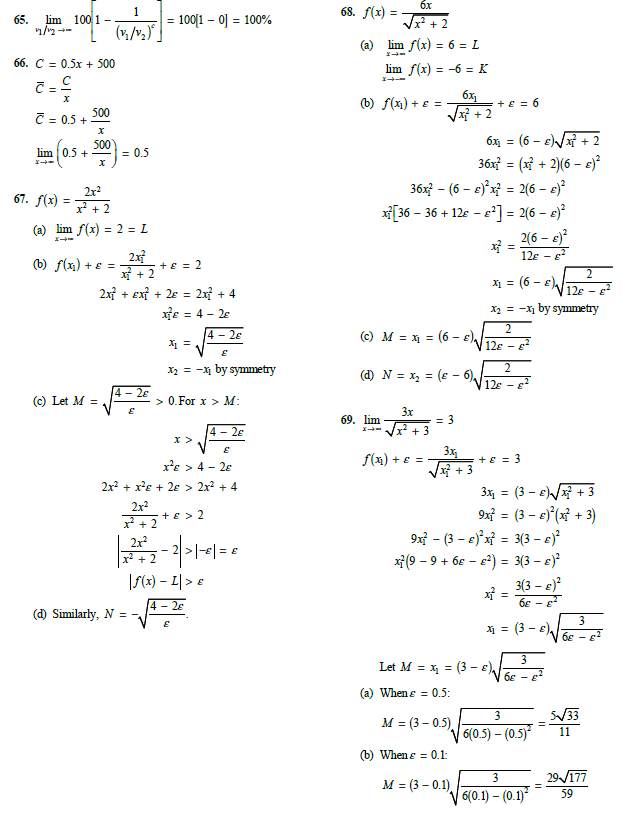 65. lim_{v₁/v₂→∞} 100[1 − 1/(v₁/v₂)^c] = 100[1 − 0] = 100%
66. C = 0.5x + 500
C̄ = C/x
C̄ = 0.5 + 500/x
lim_{x→∞} (0.5 + 500/x) = 0.5
67. f(x) = 2x²/(x² + 2)
(a) lim_{x→∞} f(x) = 2 = L
(b) f(x₁) + ε = 2x₁²/(x₁² + 2) + ε = 2
2x₁² + εx₁² + 2ε = 2x₁² + 4
x₁²ε = 4 − 2ε
x₁ = √((4 − 2ε)/ε)
x₂ = −x₁ by symmetry
(c) Let M = √((4 − 2ε)/ε) > 0. For x > M:
x > √((4 − 2ε)/ε)
x²ε > 4 − 2ε
2x² + x²ε + 2ε > 2x² + 4
2x²/(x² + 2) + ε > 2
|2x²/(x² + 2) − 2| > |−ε| = ε
|f(x) − L| > ε
(d) Similarly, N = −√((4 − 2ε)/ε).
68. f(x) = 6x/√(x² + 2)
(a) lim_{x→∞} f(x) = 6 = L
lim_{x→−∞} f(x) = −6 = K
(b) f(x₁) + ε = 6x₁/√(x₁² + 2) + ε = 6
6x₁ = (6 − ε)√(x₁² + 2)
36x₁² = (x₁² + 2)(6 − ε)²
36x₁² − (6 − ε)²x₁² = 2(6 − ε)²
x₁²[36 − 36 + 12ε − ε²] = 2(6 − ε)²
x₁² = 2(6 − ε)²/(12ε − ε²)
x₁ = (6 − ε)√(2/(12ε − ε²))
x₂ = −x₁ by symmetry
(c) M = x₁ = (6 − ε)√(2/(12ε − ε²))
(d) N = x₂ = (ε − 6)√(2/(12ε − ε²))
69. lim_{x→∞} 3x/√(x² + 3) = 3
f(x₁) + ε = 3x₁/√(x₁² + 3) + ε = 3
3x₁ = (3 − ε)√(x₁² + 3)
9x₁² = (3 − ε)²(x₁² + 3)
9x₁² − (3 − ε)²x₁² = 3(3 − ε)²
x₁²(9 − 9 + 6ε − ε²) = 3(3 − ε)²
x₁² = 3(3 − ε)²/(6ε − ε²)
x₁ = (3 − ε)√(3/(6ε − ε²))
Let M = x₁ = (3 − ε)√(3/(6ε − ε²))
(a) When ε = 0.5:
M = (3 − 0.5)√(3/(6(0.5) − (0.5)²)) = 5√33/11
(b) When ε = 0.1:
M = (3 − 0.1)√(3/(6(0.1) − (0.1)²)) = 29√177/59